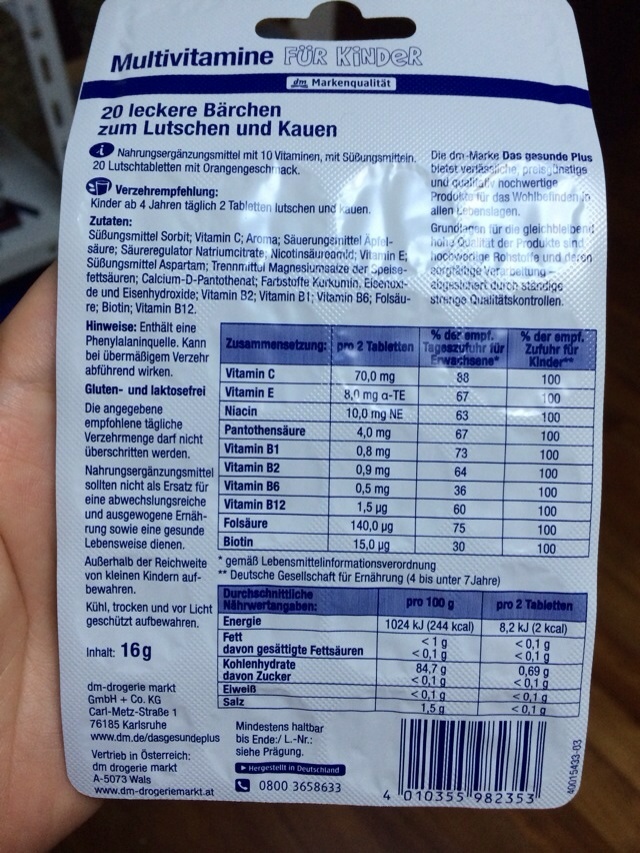 Multivitamine FÜR KiNDER
dm Markenqualität
20 leckere Bärchen
zum Lutschen und Kauen
Nahrungsergänzungsmittel mit 10 Vitaminen, mit Süßungsmitteln.
20 Lutschtabletten mit Orangengeschmack.
Verzehrempfehlung:
Kinder ab 4 Jahren täglich 2 Tabletten lutschen und kauen.
Zutaten:
Süßungsmittel Sorbit; Vitamin C; Aroma; Säuerungsmittel Äpfel-
säure; Säureregulator Natriumcitrate; Nicotinsäureamid; Vitamin E;
Süßungsmittel Aspartam; Trennmittel Magnesiumsalze der Speise-
fettsäuren; Calcium-D-Pantothenat; Farbstoffe Kurkumin, Eisenoxi-
de und Eisenhydroxide; Vitamin B2; Vitamin B1; Vitamin B6; Folsäu-
re; Biotin; Vitamin B12.
Die dm-Marke Das gesunde Plus
bietet verlässliche, preisgünstige
und qualitativ hochwertige
Produkte für das Wohlbefinden in
allen Lebenslagen.
Grundlagen für die gleichbleibend
hohe Qualität der Produkte sind
hochwertige Rohstoffe und deren
sorgfältige Verarbeitung –
abgesichert durch ständige
strenge Qualitätskontrollen.
Hinweise: Enthält eine
Phenylalaninquelle. Kann
bei übermäßigem Verzehr
abführend wirken.
Gluten- und laktosefrei
Die angegebene
empfohlene tägliche
Verzehrmenge darf nicht
überschritten werden.
Nahrungsergänzungsmittel
sollten nicht als Ersatz für
eine abwechslungsreiche
und ausgewogene Ernäh-
rung sowie eine gesunde
Lebensweise dienen.
Außerhalb der Reichweite
von kleinen Kindern auf-
bewahren.
Kühl, trocken und vor Licht
geschützt aufbewahren.
Inhalt: 16g
dm-drogerie markt
GmbH + Co. KG
Carl-Metz-Straße 1
76185 Karlsruhe
www.dm.de/dasgesundeplus
Vertrieb in Österreich:
dm drogerie markt
A-5073 Wals
www.dm-drogeriemarkt.at
Zusammensetzung: pro 2 Tabletten % der empf. Tageszufuhr für Erwachsene* % der empf. Zufuhr für Kinder**
Vitamin C 70,0 mg 88 100
Vitamin E 8,0 mg α-TE 67 100
Niacin 10,0 mg NE 63 100
Pantothensäure 4,0 mg 67 100
Vitamin B1 0,8 mg 73 100
Vitamin B2 0,9 mg 64 100
Vitamin B6 0,5 mg 36 100
Vitamin B12 1,5 µg 60 100
Folsäure 140,0 µg 75 100
Biotin 15,0 µg 30 100
* gemäß Lebensmittelinformationsverordnung
** Deutsche Gesellschaft für Ernährung (4 bis unter 7 Jahre)
Durchschnittliche Nährwertangaben: pro 100 g pro 2 Tabletten
Energie 1024 kJ (244 kcal) 8,2 kJ (2 kcal)
Fett < 1 g < 0,1 g
davon gesättigte Fettsäuren < 0,1 g < 0,1 g
Kohlenhydrate 84,7 g 0,69 g
davon Zucker < 0,1 g < 0,1 g
Eiweiß < 0,1 g < 0,1 g
Salz 1,5 g < 0,1 g
Mindestens haltbar
bis Ende:/ L.-Nr.:
siehe Prägung.
Hergestellt in Deutschland
0800 3658633
4 010355 982353
40015433-03